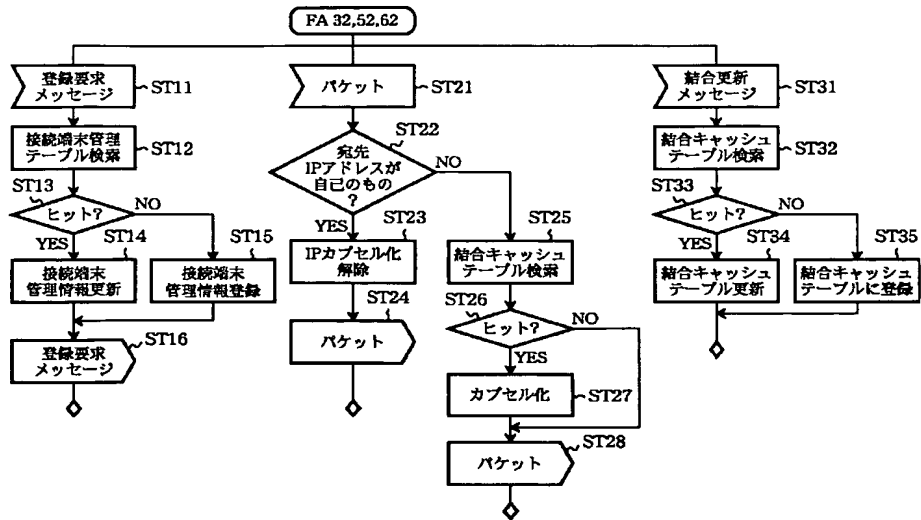 FA 32,52,62
登録要求
メッセージ
ST11
接続端末管理
テーブル検索
ST12
ST13
ヒット?
NO
YES
ST14
ST15
接続端末
管理情報更新
接続端末
管理情報登録
登録要求
メッセージ
ST16
パケット
ST21
ST22
宛先
IPアドレスが
自己のもの
?
NO
YES
ST23
IPカプセル化
解除
ST24
パケット
ST25
結合キャッシュ
テーブル検索
ST26
ヒット?
NO
YES
カプセル化
ST27
パケット
ST28
結合更新
メッセージ
ST31
結合キャッシュ
テーブル検索
ST32
ST33
ヒット?
NO
YES
ST34
ST35
結合キャッシュ
テーブル更新
結合キャッシュ
テーブルに登録